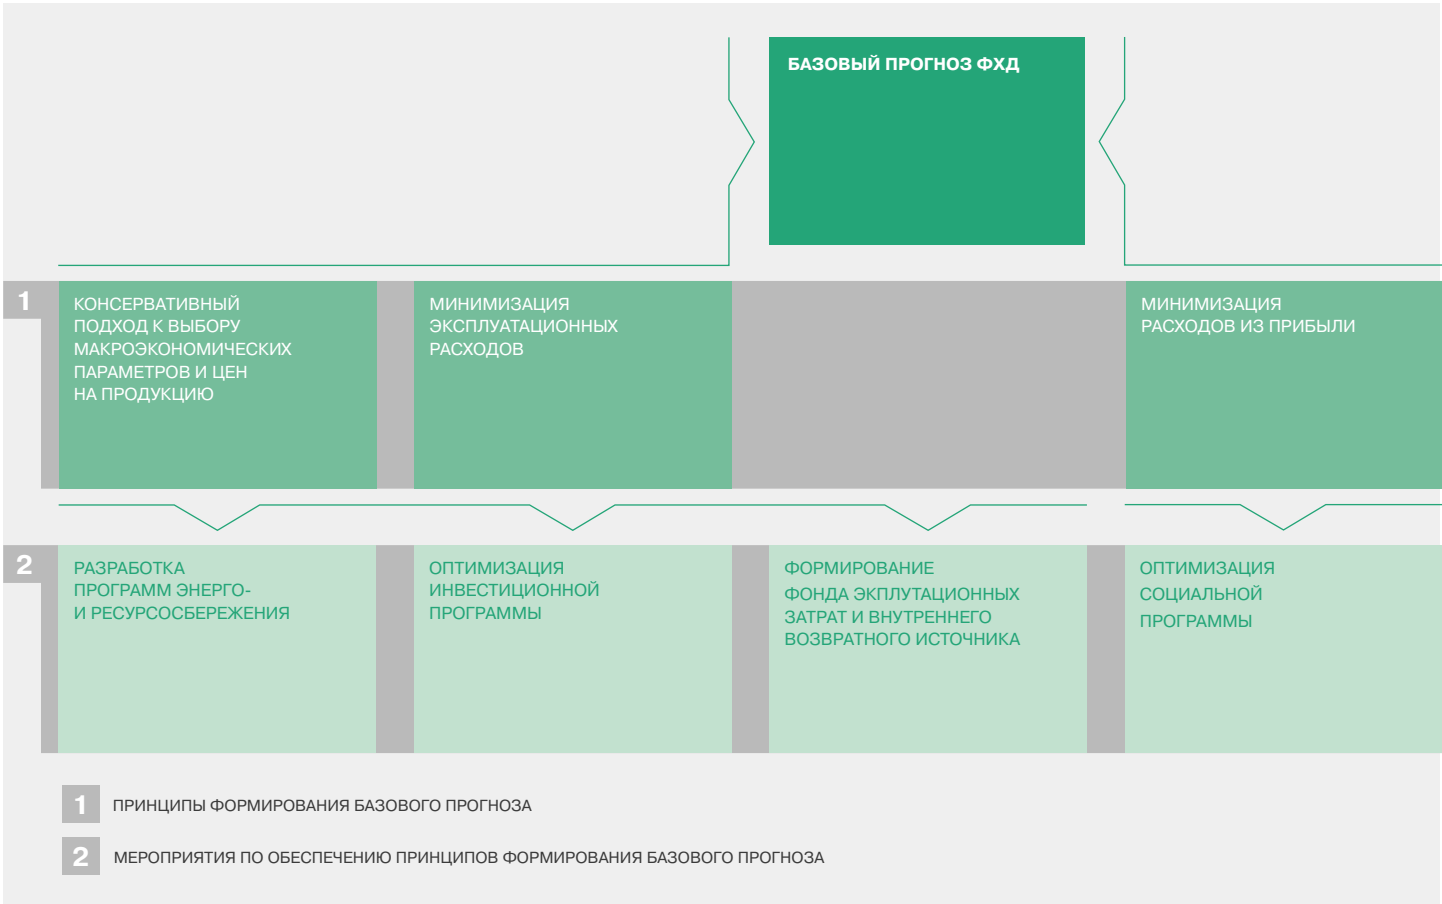 БАЗОВЫЙ ПРОГНОЗ ФХД
1
КОНСЕРВАТИВНЫЙ
ПОДХОД К ВЫБОРУ
МАКРОЭКОНОМИЧЕСКИХ
ПАРАМЕТРОВ И ЦЕН
НА ПРОДУКЦИЮ
МИНИМИЗАЦИЯ
ЭКСПЛУАТАЦИОННЫХ
РАСХОДОВ
МИНИМИЗАЦИЯ
РАСХОДОВ ИЗ ПРИБЫЛИ
2
РАЗРАБОТКА
ПРОГРАММ ЭНЕРГО-
И РЕСУРСОСБЕРЕЖЕНИЯ
ОПТИМИЗАЦИЯ
ИНВЕСТИЦИОННОЙ
ПРОГРАММЫ
ФОРМИРОВАНИЕ
ФОНДА ЭКПЛУТАЦИОННЫХ
ЗАТРАТ И ВНУТРЕННЕГО
ВОЗВРАТНОГО ИСТОЧНИКА
ОПТИМИЗАЦИЯ
СОЦИАЛЬНОЙ
ПРОГРАММЫ
1 ПРИНЦИПЫ ФОРМИРОВАНИЯ БАЗОВОГО ПРОГНОЗА
2 МЕРОПРИЯТИЯ ПО ОБЕСПЕЧЕНИЮ ПРИНЦИПОВ ФОРМИРОВАНИЯ БАЗОВОГО ПРОГНОЗА